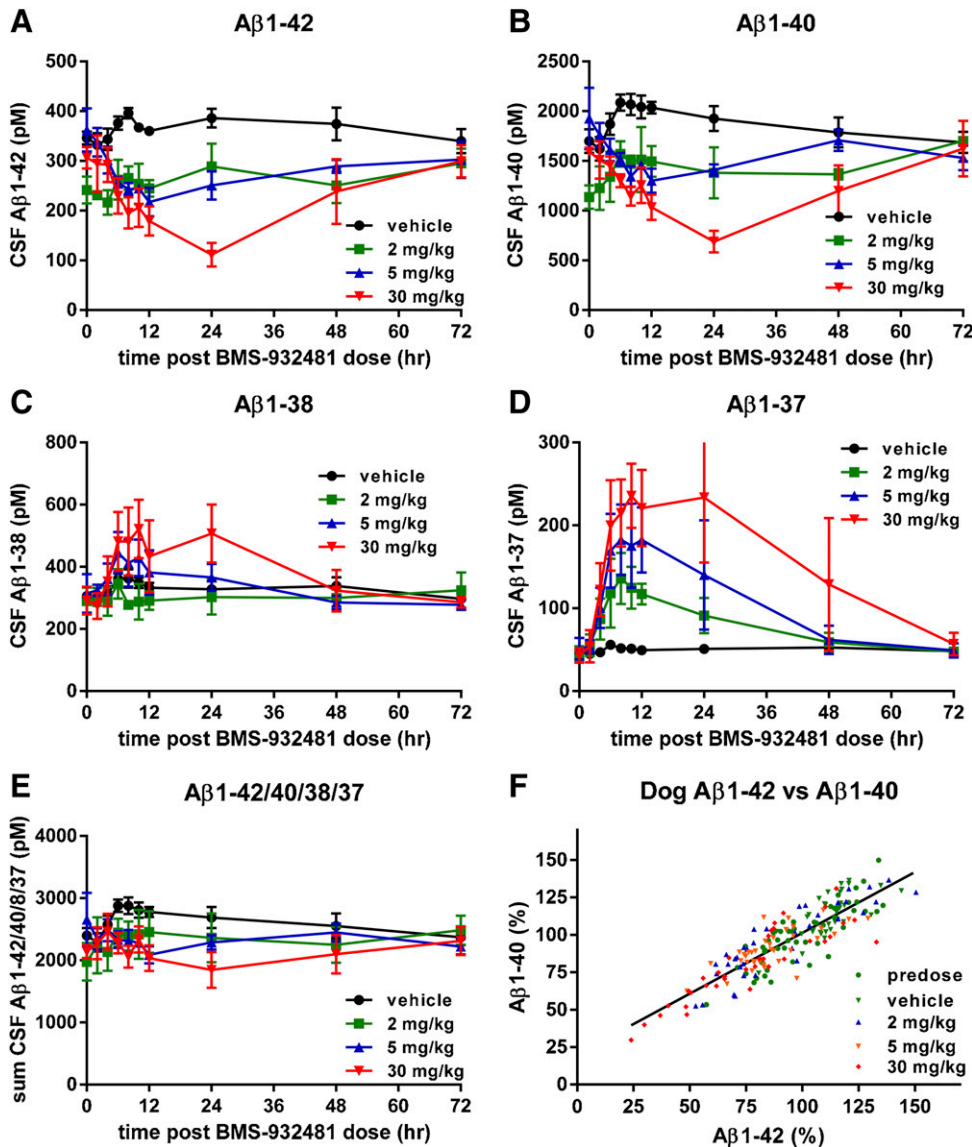 A
Aβ1-42
CSF Aβ1-42 (pM)
500
400
300
200
100
0
vehicle
2 mg/kg
5 mg/kg
30 mg/kg
0 12 24 36 48 60 72
time post BMS-932481 dose (hr)
B
Aβ1-40
CSF Aβ1-40 (pM)
2500
2000
1500
1000
500
0
vehicle
2 mg/kg
5 mg/kg
30 mg/kg
0 12 24 36 48 60 72
time post BMS-932481 dose (hr)
C
Aβ1-38
CSF Aβ1-38 (pM)
800
600
400
200
0
vehicle
2 mg/kg
5 mg/kg
30 mg/kg
0 12 24 36 48 60 72
time post BMS-932481 dose (hr)
D
Aβ1-37
CSF Aβ1-37 (pM)
300
200
100
0
vehicle
2 mg/kg
5 mg/kg
30 mg/kg
0 12 24 36 48 60 72
time post BMS-932481 dose (hr)
E
Aβ1-42/40/38/37
sum CSF Aβ1-42/40/8/37 (pM)
4000
3000
2000
1000
0
vehicle
2 mg/kg
5 mg/kg
30 mg/kg
0 12 24 36 48 60 72
time post BMS-932481 dose (hr)
F
Dog Aβ1-42 vs Aβ1-40
Aβ1-40 (%)
150
125
100
75
50
25
0
predose
vehicle
2 mg/kg
5 mg/kg
30 mg/kg
0 25 50 75 100 125 150
Aβ1-42 (%)